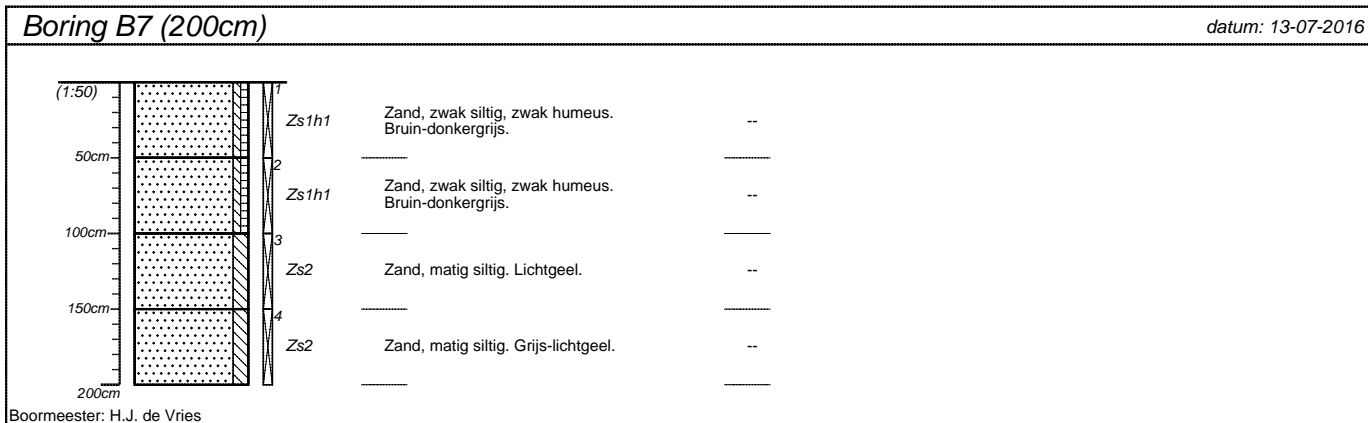 Boring B7 (200cm)
datum: 13-07-2016
(1:50)
1
Zs1h1
Zand, zwak siltig, zwak humeus.
Bruin-donkergrijs.
--
50cm
2
Zs1h1
Zand, zwak siltig, zwak humeus.
Bruin-donkergrijs.
--
100cm
3
Zs2
Zand, matig siltig. Lichtgeel.
--
150cm
4
Zs2
Zand, matig siltig. Grijs-lichtgeel.
--
200cm
Boormeester: H.J. de Vries